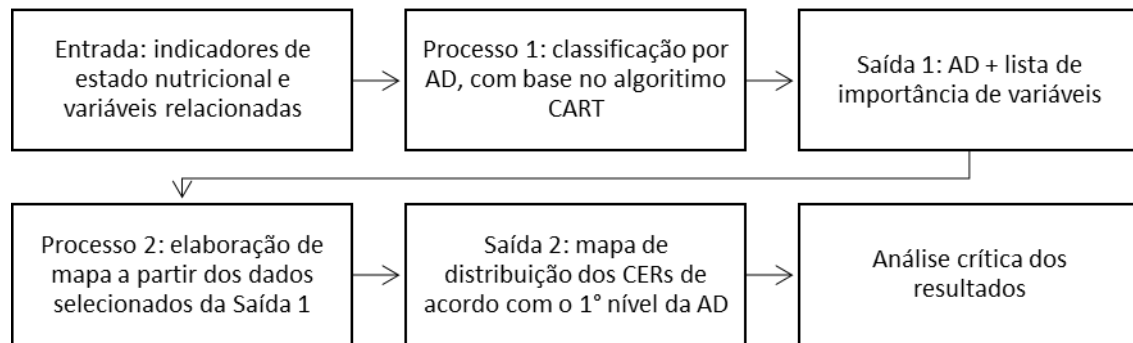 Entrada: indicadores de
estado nutricional e
variáveis relacionadas
Processo 1: classificação por
AD, com base no algoritimo
CART
Saída 1: AD + lista de
importância de variáveis
Processo 2: elaboração de
mapa a partir dos dados
selecionados da Saída 1
Saída 2: mapa de
distribuição dos CERs de
acordo com o 1° nível da AD
Análise crítica dos
resultados